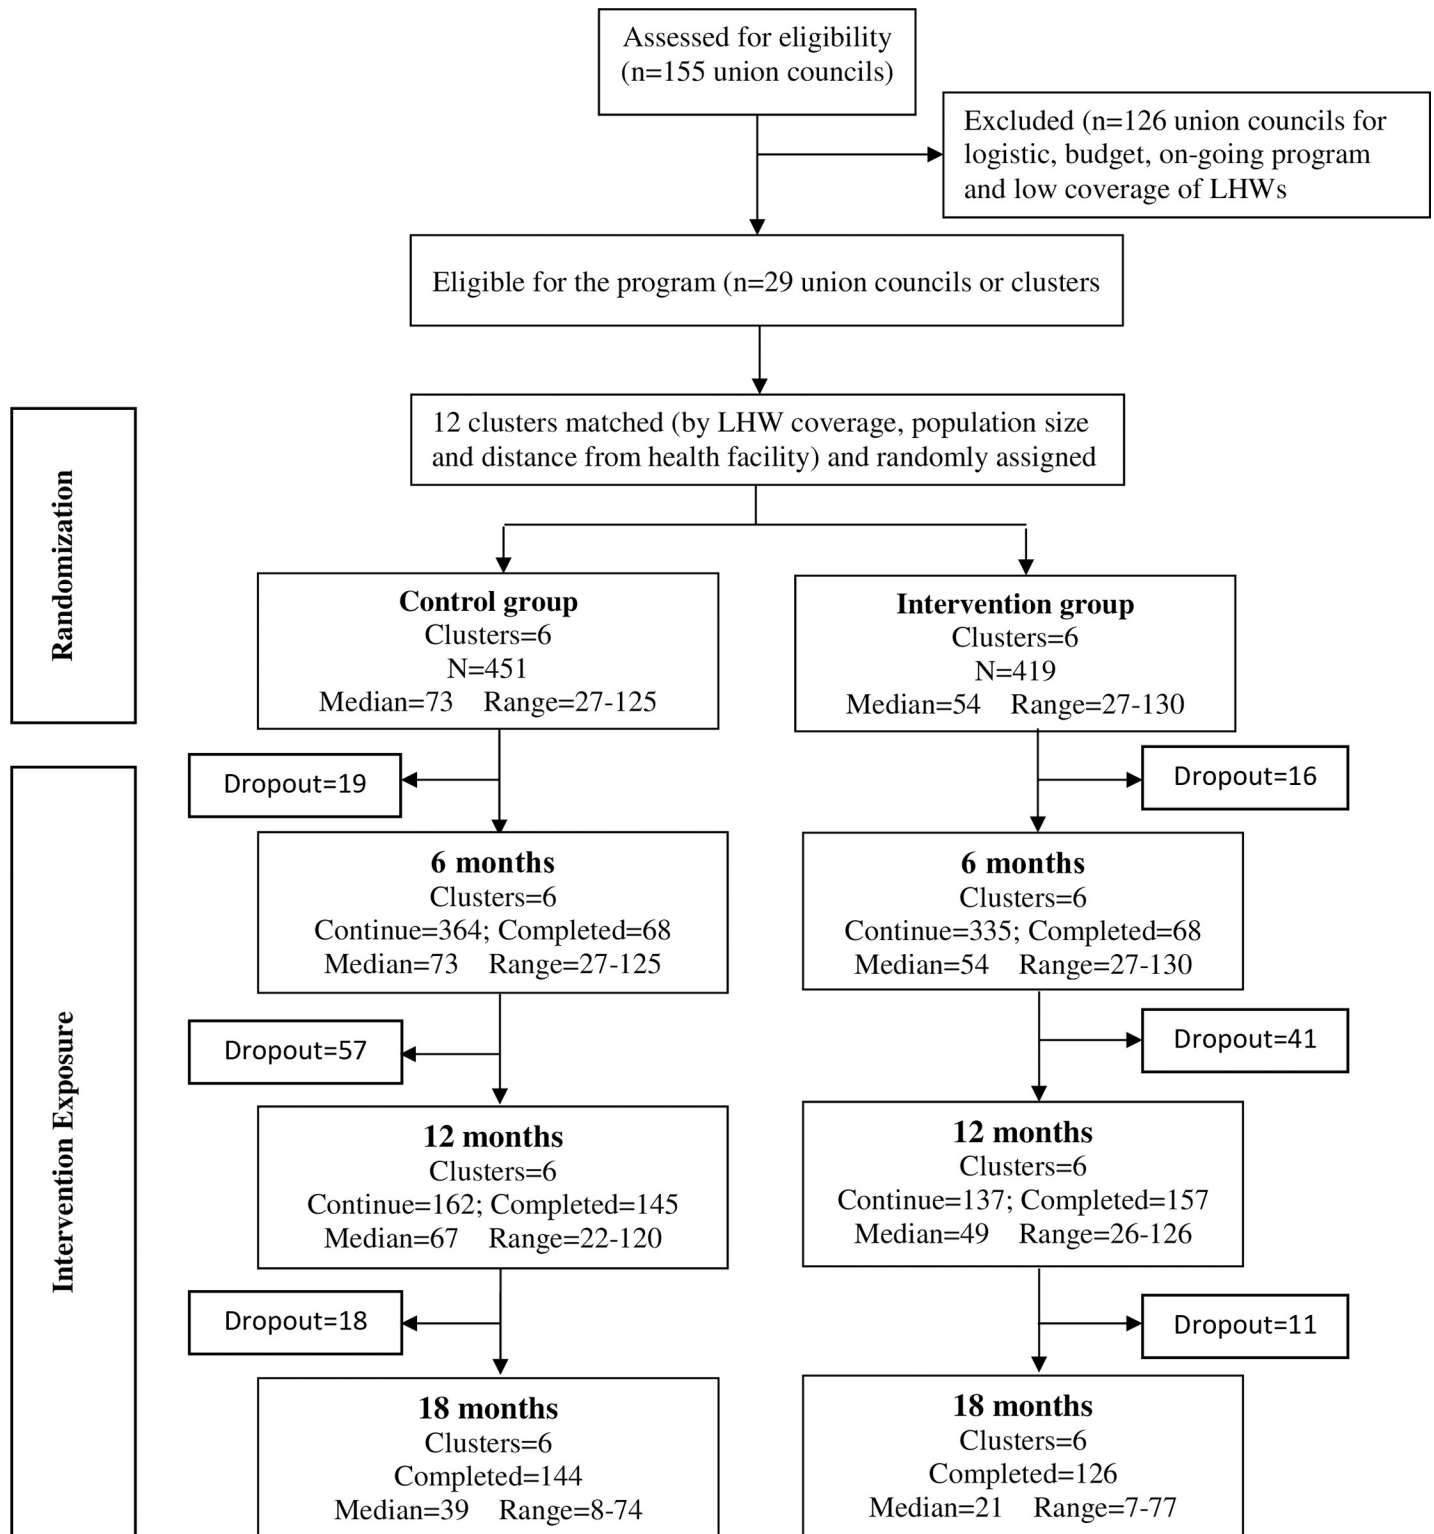 Assessed for eligibility
(n=155 union councils)
Excluded (n=126 union councils for
logistic, budget, on-going program
and low coverage of LHWs
Eligible for the program (n=29 union councils or clusters
Randomization
12 clusters matched (by LHW coverage, population size
and distance from health facility) and randomly assigned
Control group
Clusters=6
N=451
Median=73 Range=27-125
Intervention group
Clusters=6
N=419
Median=54 Range=27-130
Intervention Exposure
Dropout=19
Dropout=16
6 months
Clusters=6
Continue=364; Completed=68
Median=73 Range=27-125
6 months
Clusters=6
Continue=335; Completed=68
Median=54 Range=27-130
Dropout=57
Dropout=41
12 months
Clusters=6
Continue=162; Completed=145
Median=67 Range=22-120
12 months
Clusters=6
Continue=137; Completed=157
Median=49 Range=26-126
Dropout=18
Dropout=11
18 months
Clusters=6
Completed=144
Median=39 Range=8-74
18 months
Clusters=6
Completed=126
Median=21 Range=7-77